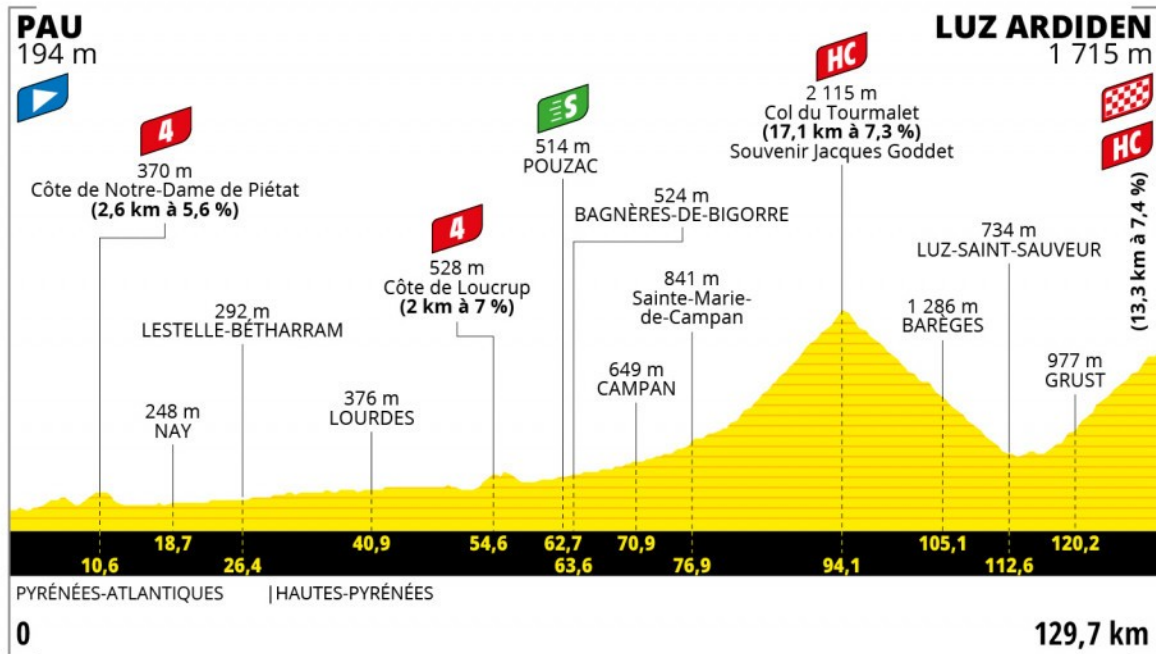 PAU
194 m
LUZ ARDIDEN
1 715 m
4
370 m
Côte de Notre-Dame de Piétat
(2,6 km à 5,6 %)
248 m
NAY
292 m
LESTELLE-BÉTHARRAM
376 m
LOURDES
4
528 m
Côte de Loucrup
(2 km à 7 %)
S
514 m
POUZAC
524 m
BAGNÈRES-DE-BIGORRE
649 m
CAMPAN
841 m
Sainte-Marie-
de-Campan
HC
2 115 m
Col du Tourmalet
(17,1 km à 7,3 %)
Souvenir Jacques Goddet
1 286 m
BARÈGES
734 m
LUZ-SAINT-SAUVEUR
977 m
GRUST
HC
(13,3 km à 7,4 %)
10,6
18,7
26,4
40,9
54,6
62,7
63,6
70,9
76,9
94,1
105,1
112,6
120,2
PYRÉNÉES-ATLANTIQUES
HAUTES-PYRÉNÉES
0
129,7 km